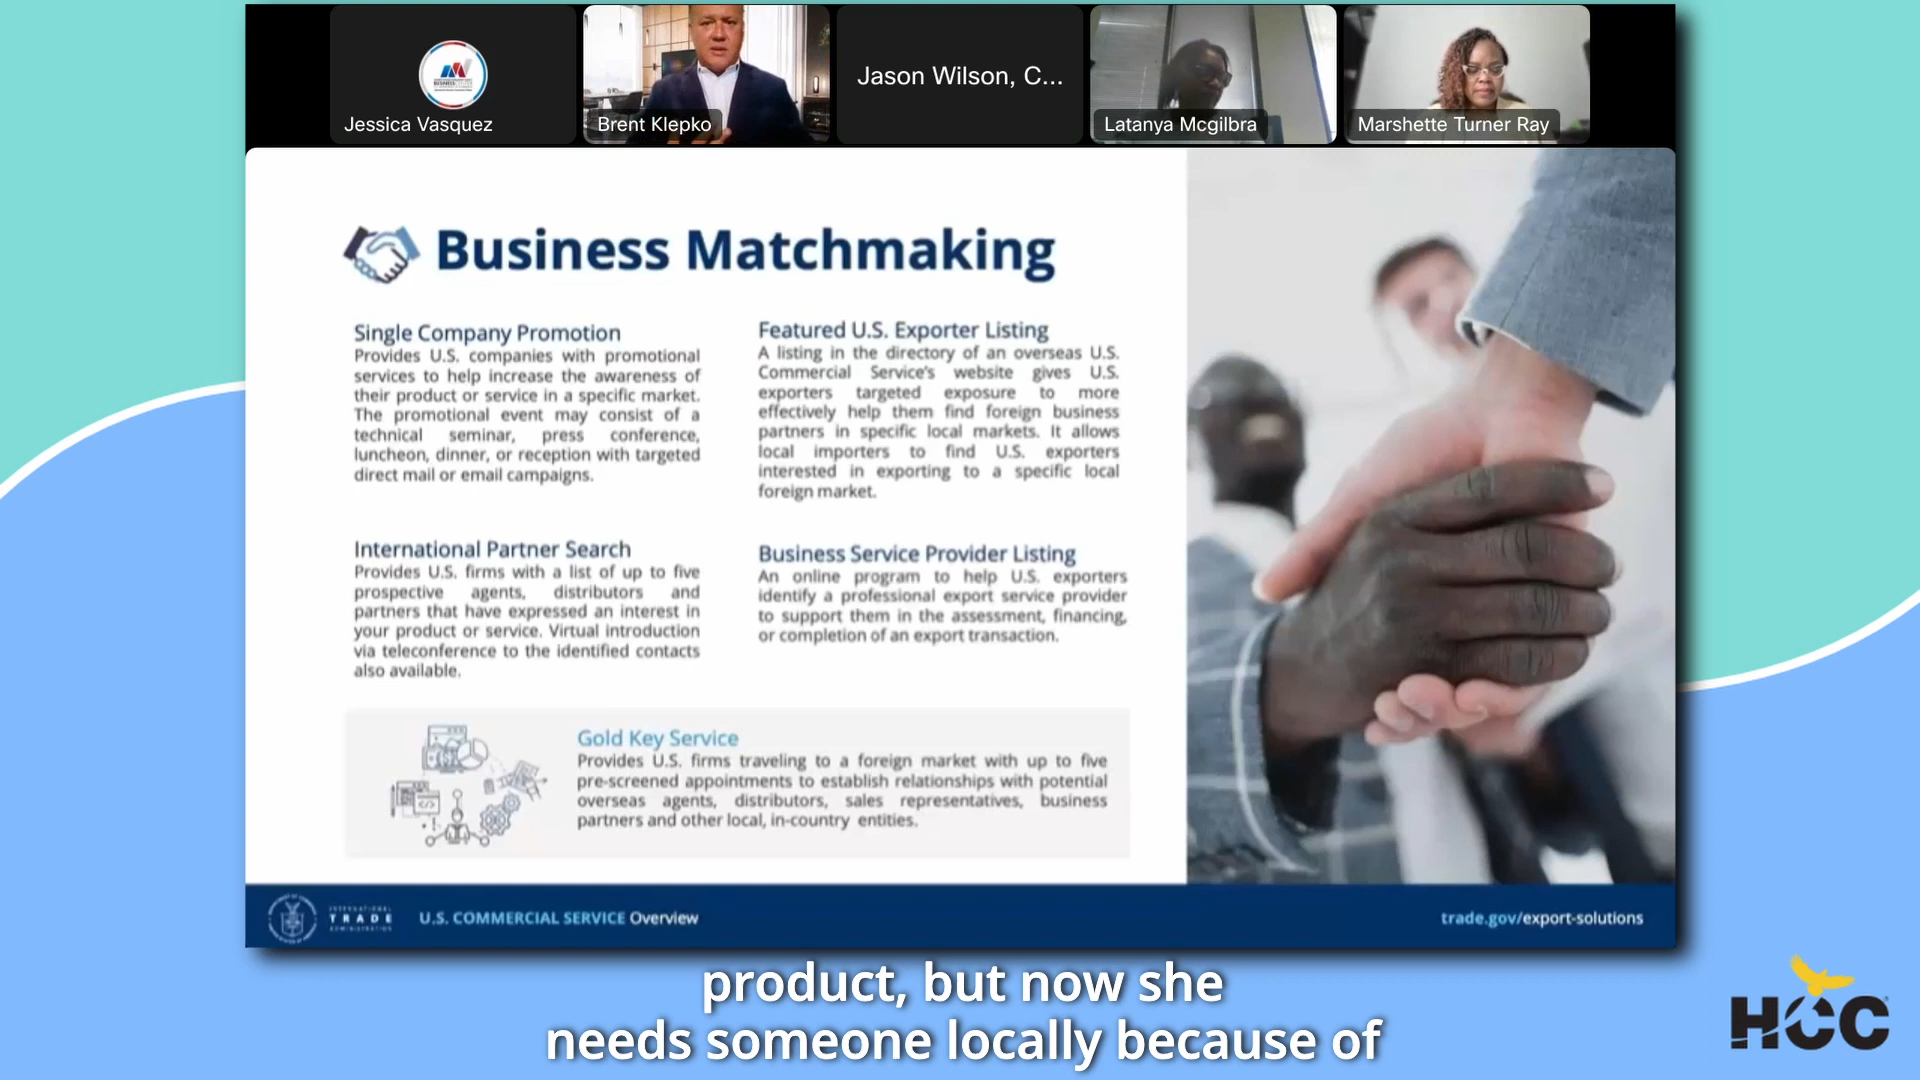 Jessica Vasquez
Brent Klepko
Jason Wilson, C...
Latanya Mcgilbra
Marshette Turner Ray
Business Matchmaking
Single Company Promotion
Provides U.S. companies with promotional
services to help increase the awareness of
their product or service in a specific market.
The promotional event may consist of a
technical seminar, press conference,
luncheon, dinner, or reception with targeted
direct mail or email campaigns.
Featured U.S. Exporter Listing
A listing in the directory of an overseas U.S.
Commercial Service's website gives U.S.
exporters targeted exposure to more
effectively help them find foreign business
partners in specific local markets. It allows
local importers to find U.S. exporters
interested in exporting to a specific local
foreign market.
International Partner Search
Provides U.S. firms with a list of up to five
prospective agents, distributors and
partners that have expressed an interest in
your product or service. Virtual introduction
via teleconference to the identified contacts
also available.
Business Service Provider Listing
An online program to help U.S. exporters
identify a professional export service provider
to support them in the assessment, financing,
or completion of an export transaction.
Gold Key Service
Provides U.S. firms traveling to a foreign market with up to five
pre-screened appointments to establish relationships with potential
overseas agents, distributors, sales representatives, business
partners and other local, in-country entities.
INTERNATIONAL
TRADE
ADMINISTRATION
U.S. COMMERCIAL SERVICE Overview
trade.gov/export-solutions
product, but now she
needs someone locally because of
HCC